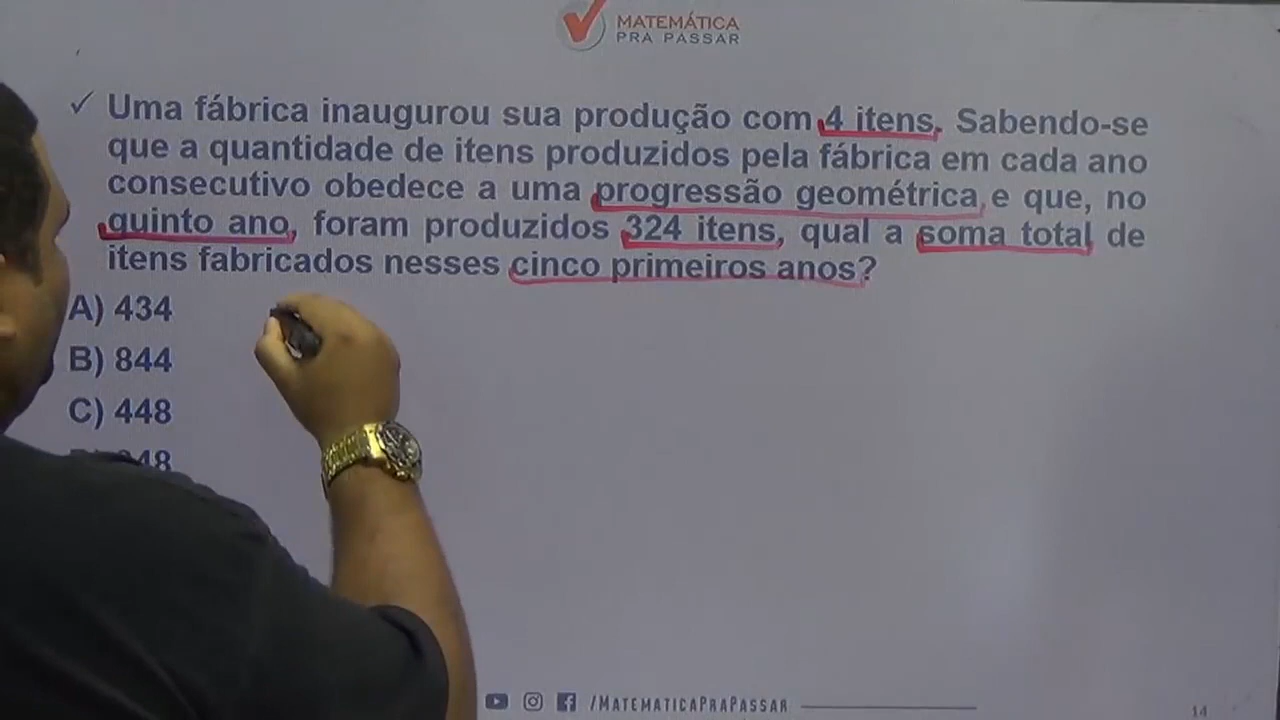 MATEMÁTICA
PRA PASSAR
✓ Uma fábrica inaugurou sua produção com 4 itens. Sabendo-se
que a quantidade de itens produzidos pela fábrica em cada ano
consecutivo obedece a uma progressão geométrica e que, no
quinto ano, foram produzidos 324 itens, qual a soma total de
itens fabricados nesses cinco primeiros anos?
A) 434
B) 844
C) 448
/MATEMATICAPRAPASSAR
14